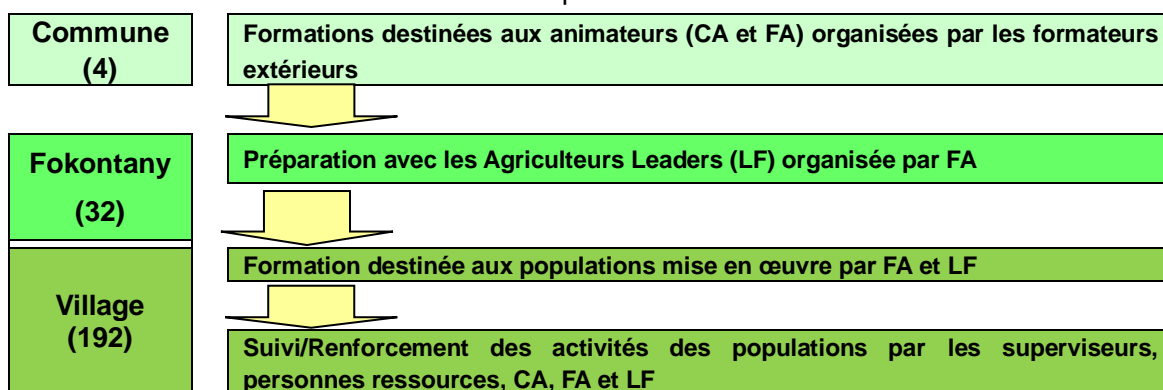 Commune
(4)
Formations destinées aux animateurs (CA et FA) organisées par les formateurs
extérieurs
Fokontany
(32)
Préparation avec les Agriculteurs Leaders (LF) organisée par FA
Village
(192)
Formation destinée aux populations mise en œuvre par FA et LF
Suivi/Renforcement des activités des populations par les superviseurs,
personnes ressources, CA, FA et LF